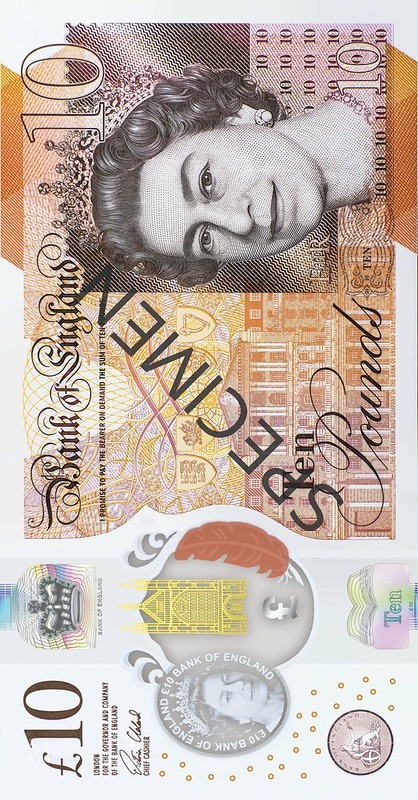 £10
LONDON
FOR THE GOVERNOR AND COMPANY
OF THE BANK OF ENGLAND
CHIEF CASHIER
BANK OF ENGLAND
£10 BANK OF ENGLAND £10 BANK OF ENGLAND
£
Ten
Bank of England
I PROMISE TO PAY THE BEARER ON DEMAND THE SUM OF TEN
SPECIMEN
Ten
Pounds
10
EIIR
TEN
10
10 10 10 10 10 10